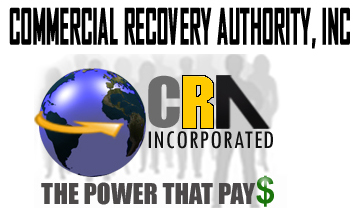 COMMERCIAL RECOVERY AUTHORITY, INC
CRA
INCORPORATED
THE POWER THAT PAY$